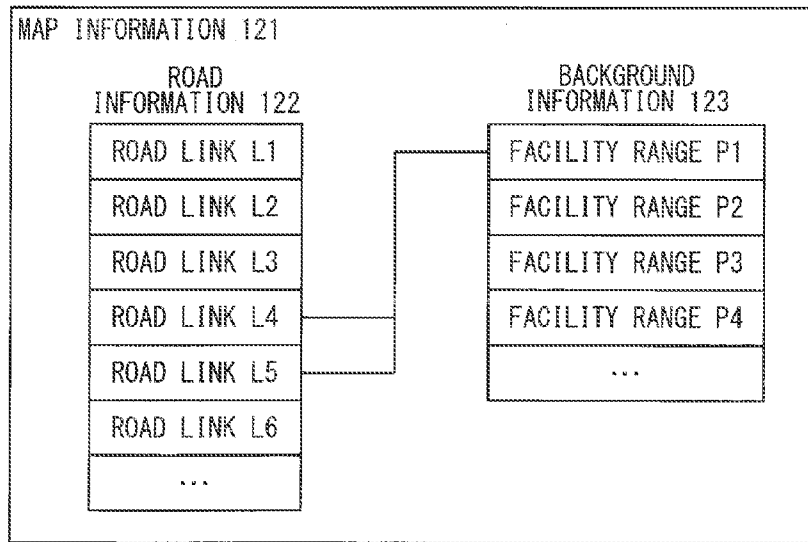 MAP INFORMATION 121
ROAD
INFORMATION 122
ROAD LINK L1
ROAD LINK L2
ROAD LINK L3
ROAD LINK L4
ROAD LINK L5
ROAD LINK L6
...
BACKGROUND
INFORMATION 123
FACILITY RANGE P1
FACILITY RANGE P2
FACILITY RANGE P3
FACILITY RANGE P4
...